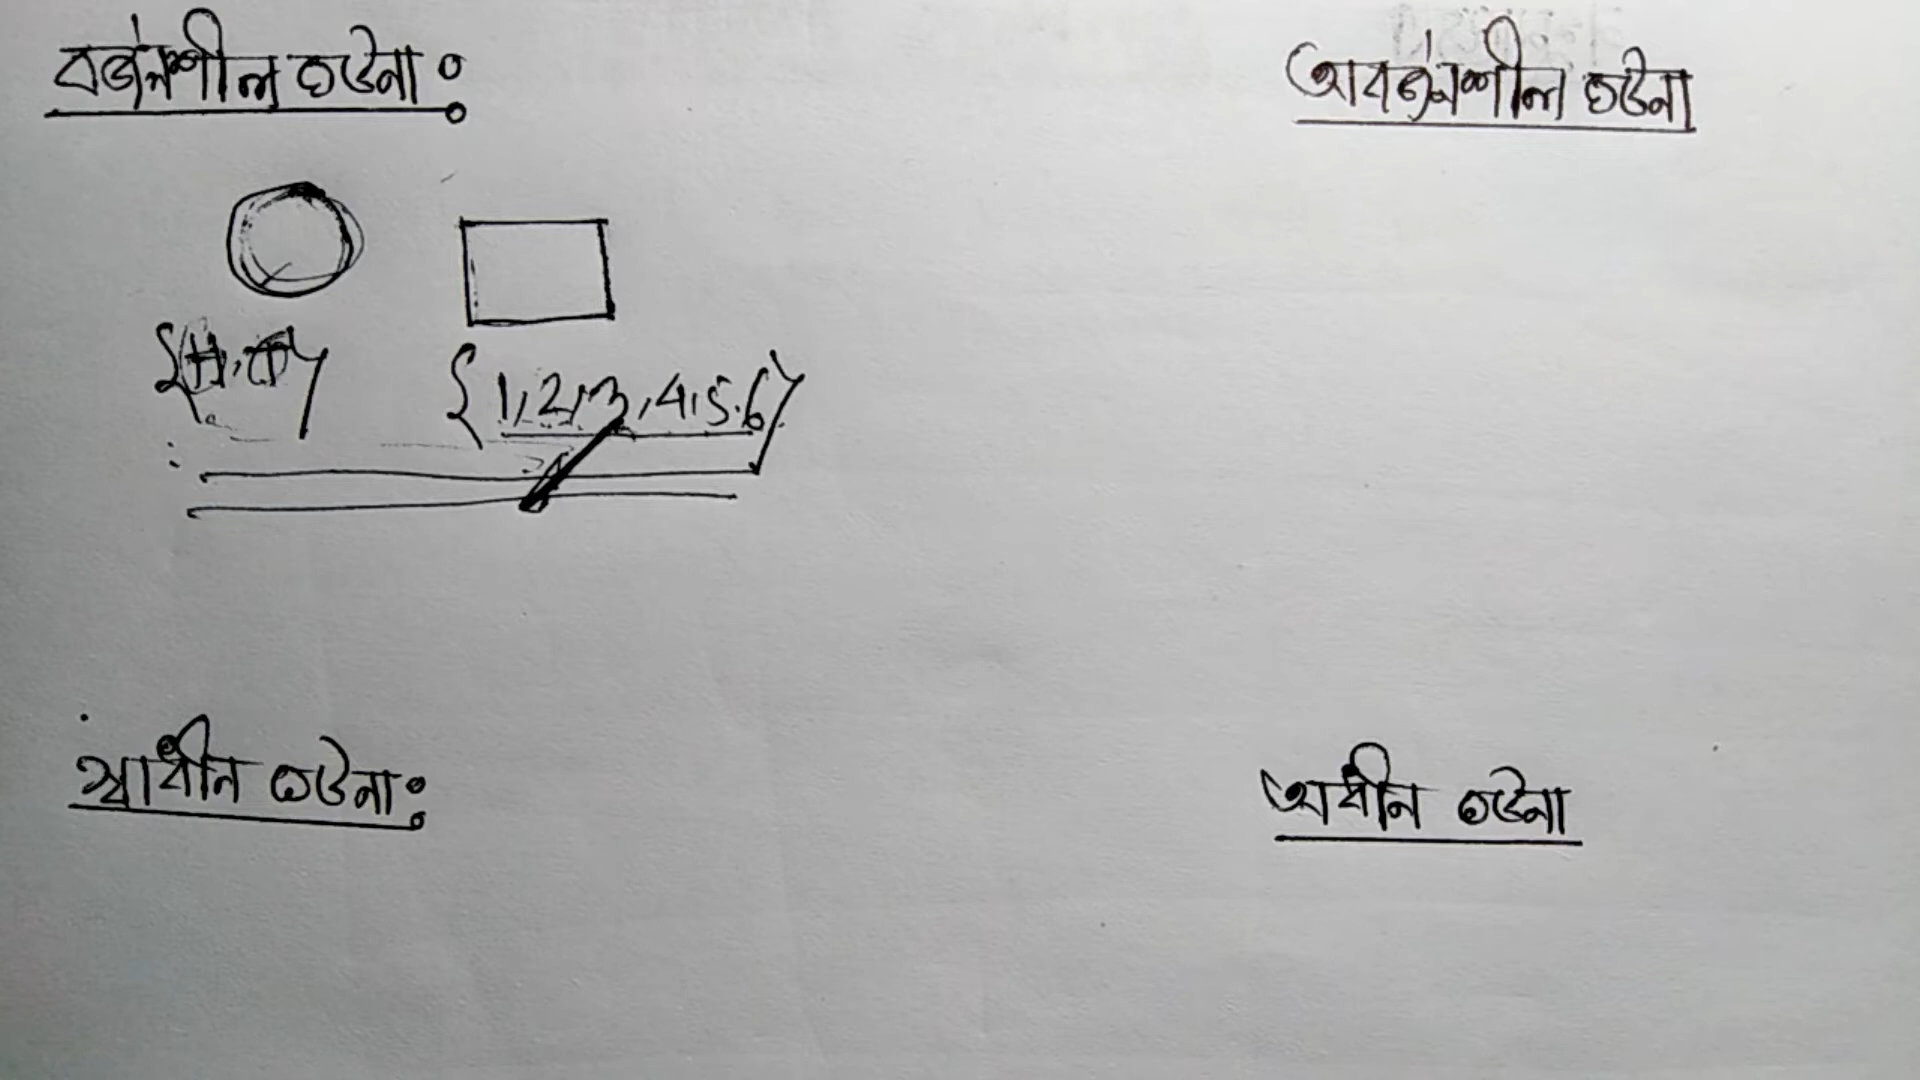 বর্জনশীল ঘটনা :
অবর্জনশীল ঘটনা
{H, T}
{1, 2, 3, 4, 5, 6}
স্বাধীন ঘটনা :
অধীন ঘটনা